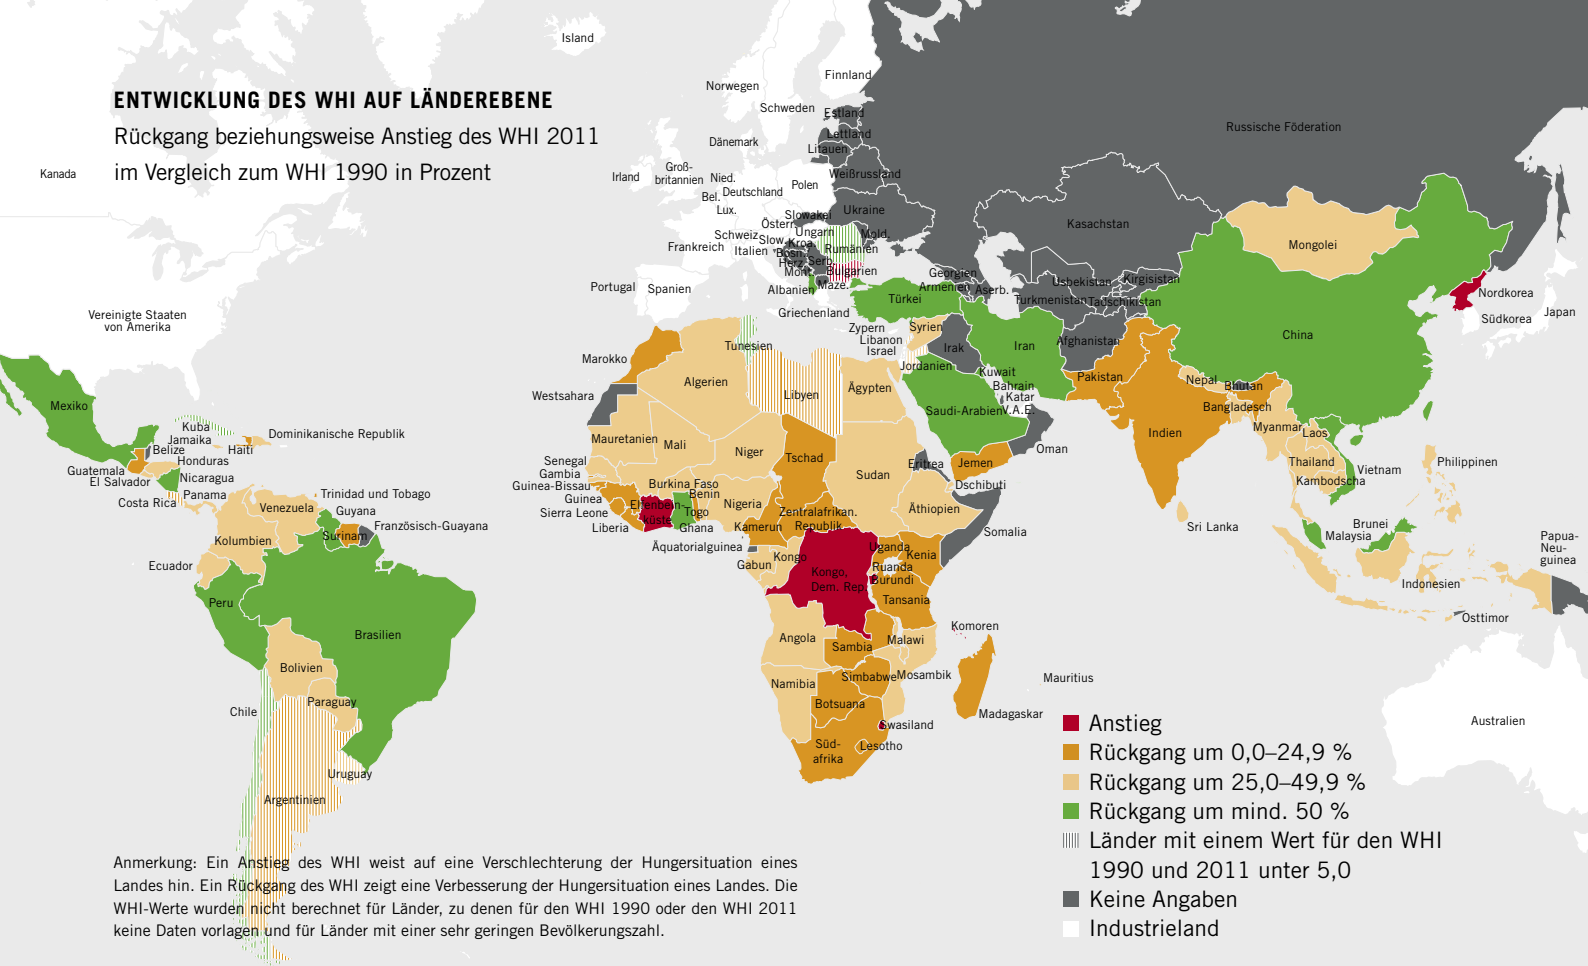 ENTWICKLUNG DES WHI AUF LÄNDEREBENE
Rückgang beziehungsweise Anstieg des WHI 2011
im Vergleich zum WHI 1990 in Prozent
Island
Norwegen
Finnland
Schweden
Estland
Lettland
Litauen
Dänemark
Russische Föderation
Kanada
Irland
Groß-
britannien
Nied.
Bel.
Deutschland
Polen
Weißrussland
Lux.
Slowakei
Ukraine
Österr.
Kasachstan
Schweiz
Ungarn
Mold.
Frankreich
Italien
Slow.
Kroa.
Rumänien
Bosn.
Herz.
Serb.
Mont.
Bulgarien
Mongolei
Portugal
Spanien
Albanien
Maze.
Georgien
Armenien
Aserb.
Usbekistan
Kirgisistan
Turkmenistan
Tadschikistan
Nordkorea
Südkorea
Japan
Griechenland
Türkei
Vereinigte Staaten
von Amerika
Zypern
Libanon
Israel
Syrien
Irak
Iran
Afghanistan
China
Marokko
Tunesien
Jordanien
Kuwait
Bahrain
Katar
V.A.E.
Pakistan
Nepal
Bhutan
Westsahara
Algerien
Libyen
Ägypten
Saudi-Arabien
Oman
Bangladesch
Indien
Myanmar
Laos
Mexiko
Kuba
Jamaika
Belize
Haiti
Dominikanische Republik
Honduras
Guatemala
El Salvador
Nicaragua
Costa Rica
Panama
Trinidad und Tobago
Venezuela
Guyana
Surinam
Französisch-Guayana
Kolumbien
Ecuador
Peru
Brasilien
Bolivien
Paraguay
Chile
Uruguay
Argentinien
Mauretanien
Mali
Niger
Tschad
Sudan
Eritrea
Jemen
Dschibuti
Senegal
Gambia
Guinea-Bissau
Guinea
Sierra Leone
Liberia
Burkina Faso
Elfenbein-
küste
Benin
Togo
Ghana
Nigeria
Kamerun
Zentralafrikan.
Republik
Äthiopien
Somalia
Äquatorialguinea
Gabun
Kongo
Kongo,
Dem. Rep.
Uganda
Kenia
Ruanda
Burundi
Tansania
Komoren
Angola
Sambia
Malawi
Namibia
Simbabwe
Mosambik
Botsuana
Madagaskar
Mauritius
Swasiland
Süd-
afrika
Lesotho
Thailand
Kambodscha
Vietnam
Philippinen
Sri Lanka
Brunei
Malaysia
Indonesien
Papua-
Neu-
guinea
Osttimor
Australien
Anstieg
Rückgang um 0,0–24,9 %
Rückgang um 25,0–49,9 %
Rückgang um mind. 50 %
Länder mit einem Wert für den WHI
1990 und 2011 unter 5,0
Keine Angaben
Industrieland
Anmerkung: Ein Anstieg des WHI weist auf eine Verschlechterung der Hungersituation eines
Landes hin. Ein Rückgang des WHI zeigt eine Verbesserung der Hungersituation eines Landes. Die
WHI-Werte wurden nicht berechnet für Länder, zu denen für den WHI 1990 oder den WHI 2011
keine Daten vorlagen und für Länder mit einer sehr geringen Bevölkerungszahl.